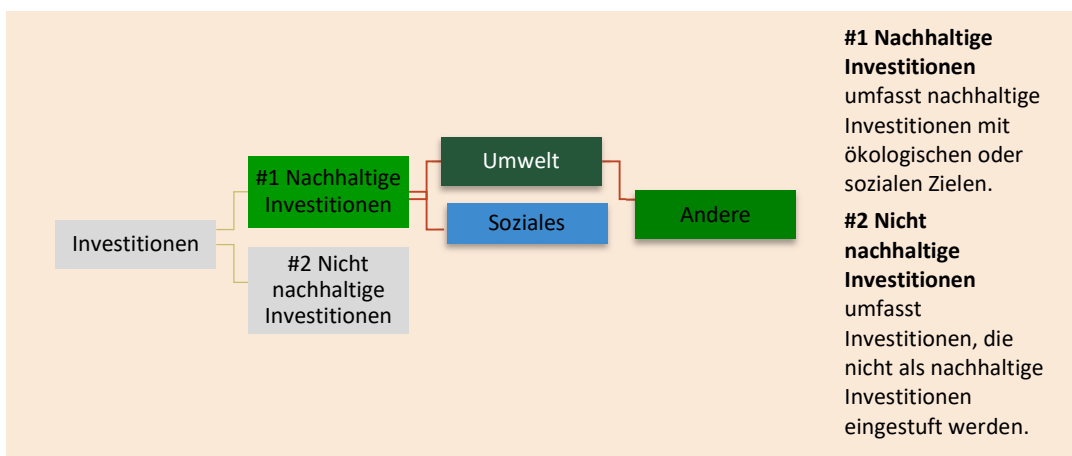 Investitionen
#1 Nachhaltige
Investitionen
#2 Nicht
nachhaltige
Investitionen
Umwelt
Soziales
Andere
#1 Nachhaltige
Investitionen
umfasst nachhaltige
Investitionen mit
ökologischen oder
sozialen Zielen.
#2 Nicht
nachhaltige
Investitionen
umfasst
Investitionen, die
nicht als nachhaltige
Investitionen
eingestuft werden.